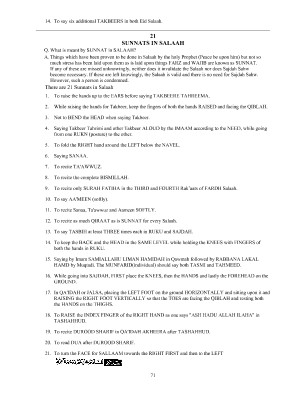 14. To say six additional TAKBEERS in both Eid Salaah.
21
SUNNATS IN SALAAH
Q. What is meant by SUNNAT in SALAAH?
A. Things which have been proved to be done in Salaah by the holy Prophet (Peace be upon him) but no so
much stress has been laid upon them as is laid upon things FARZ and WAJIB are known as SUNNAT.
If any of these are missed unknowingly, neither does it invalidate the Salaah nor does Sajdah Sahw
become necessary. If these are left knowingly, the Salaah is valid and there is no need for Sajdah Sahw.
However, such a person is condemned.
There are 21 Sunnats in Salaah
1. To raise the hands up to the EARS before saying TAKBEER-E-TAHREEMA.
2. While raising the hands for Takbeer, keep the fingers of both the hands RAISED and facing the QIBLAH.
3. Not to BEND the HEAD when saying Takbeer.
4. Saying Takbeer Tahrimi and other Takbeer ALOUD by the IMAAM according to the NEED, while going
from one RUKN (posture) to the other.
5. To fold the RIGHT hand around the LEFT below the NAVEL.
6. Saying SANAA.
7. To recite TA'AWWUZ.
8. To recite the complete BISMILLAH.
9. To recite only SURAH FATIHA in the THIRD and FOURTH Rak'aats of FARDH Salaah.
10. To say AAMEEN (softly).
11. To recite Sanaa, Ta'awwuz and Aameen SOFTLY.
12. To recite as much QIRAAT as is SUNNAT for every Salaah.
13. To say TASBIH at least THREE times each in RUKU and SAJDAH.
14. To keep the BACK and the HEAD in the SAME LEVEL while holding the KNEES with FINGERS of
both the hands in RUKU.
15. Saying by Imam SAMIALLAHU LIMAN HAMIDAH in Qawmah followed by RABBANA LAKAL
HAMD by Muqtadi. The MUNFARID(individual) should say both TASMI and TAHMEED.
16. While going into SAJDAH, FIRST place the KNEES, then the HANDS and lastly the FOREHEAD on the
GROUND.
17. In QA'IDAH or JALSA, placing the LEFT FOOT on the ground HORIZONTALLY and sitting upon it and
RAISING the RIGHT FOOT VERTICALLY so that the TOES are facing the QIBLAH and resting both
the HANDS on the THIGHS.
18. To RAISE the INDEX FINGER of the RIGHT HAND as one says "ASH HADU ALLAH ILAHA" in
TASHAHHUD.
19. To recite DUROOD SHARIF in QA'IDAH AKHEERA after TASHAHHUD.
20. To read DUA after DUROOD SHARIF.
21. To turn the FACE for SALLAAM towards the RIGHT FIRST and then to the LEFT
71